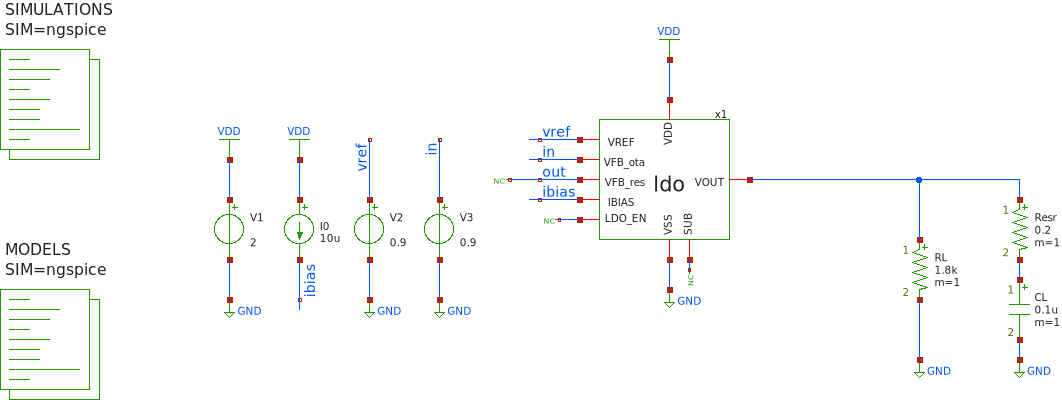 SIMULATIONS
SIM=ngspice
VDD
VDD
vref
in
V1
2
I0
10u
V2
0.9
V3
0.9
ibias
GND
GND
GND
MODELS
SIM=ngspice
VDD
x1
VDD
vref
VREF
in
VFB_ota
NC
out
VFB_res
ldo
VOUT
ibias
IBIAS
NC
LDO_EN
VSS
SUB
NC
GND
1
RL
1.8k
m=1
2
GND
1
Resr
0.2
m=1
2
1
CL
0.1u
m=1
2
GND